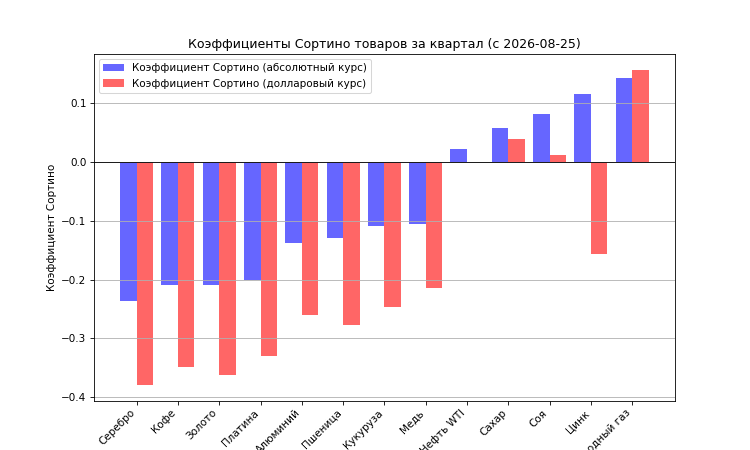 Коэффициенты Сортино товаров за квартал (с 2026-08-25)
Коэффициент Сортино (абсолютный курс)
Коэффициент Сортино (долларовый курс)
Коэффициент Сортино
0.1
0.0
−0.1
−0.2
−0.3
−0.4
Серебро
Кофе
Золото
Платина
Алюминий
Пшеница
Кукуруза
Медь
Нефть WTI
Сахар
Соя
Цинк
газ